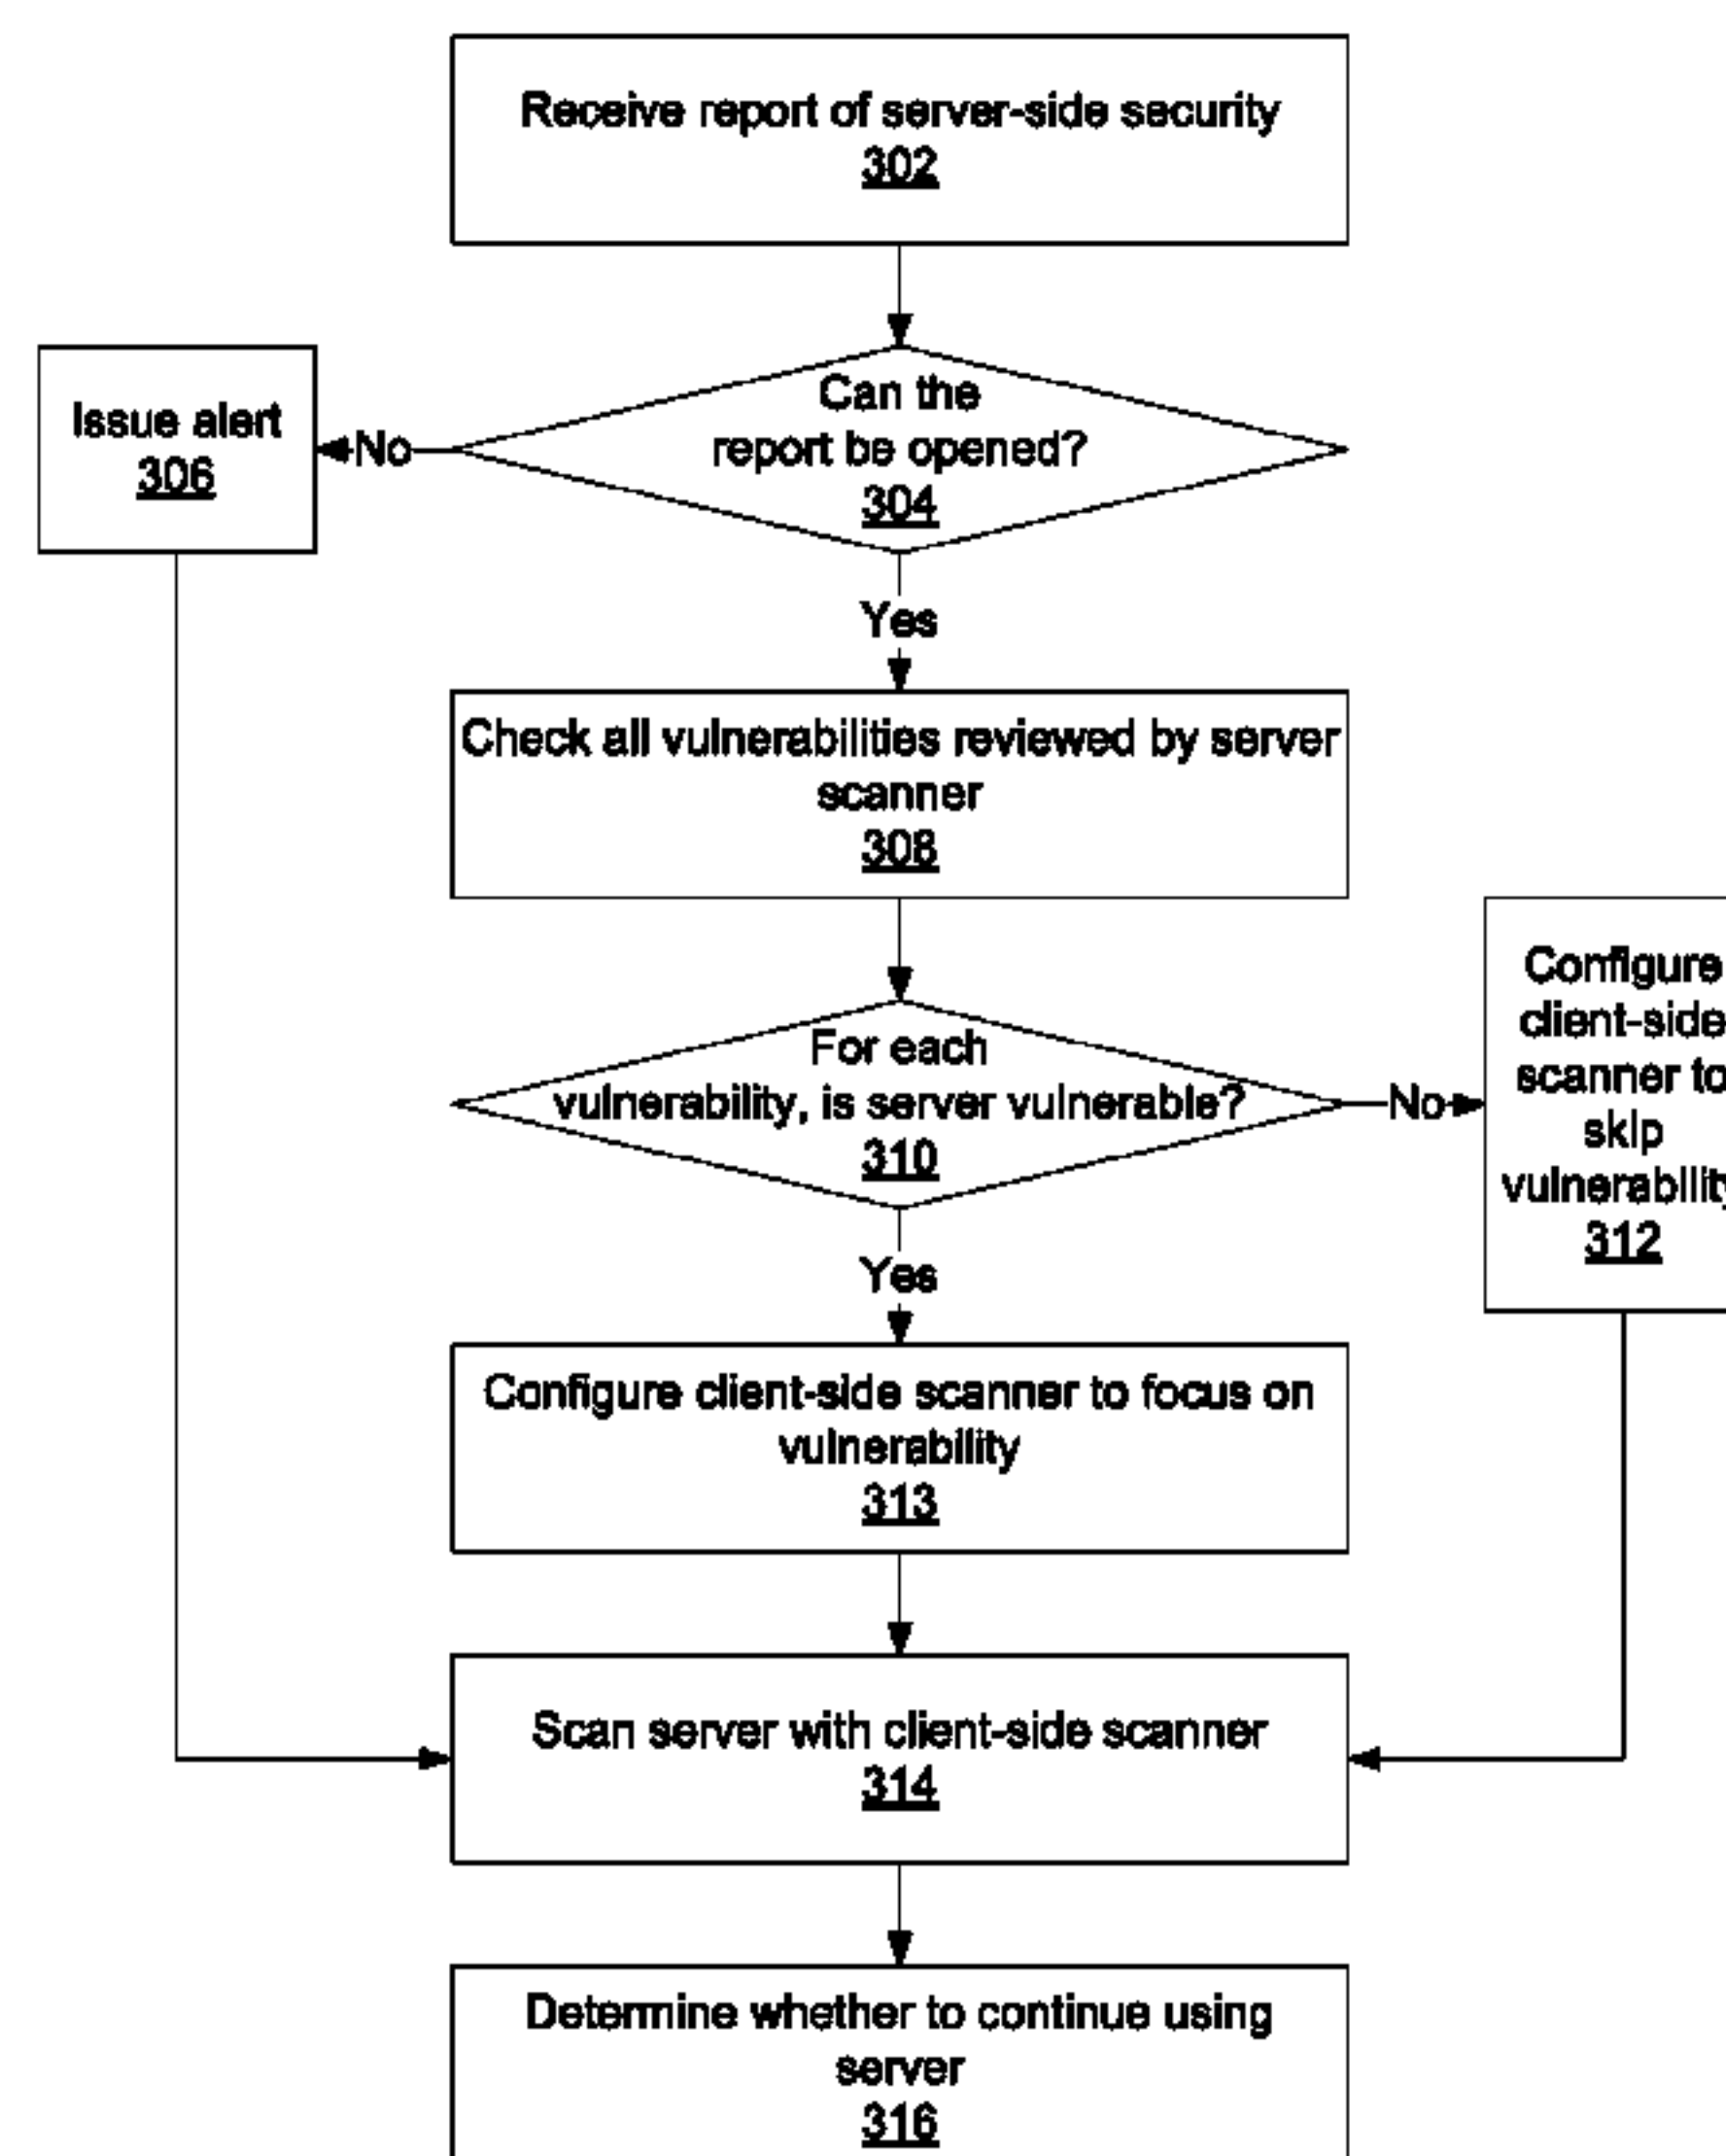 Receive report of server-side security
302
Can the
report be opened?
304
No
Issue alert
306
Yes
Check all vulnerabilities reviewed by server
scanner
308
For each
vulnerability, is server vulnerable?
310
No
Configure
client-side
scanner to
skip
vulnerability
312
Yes
Configure client-side scanner to focus on
vulnerability
313
Scan server with client-side scanner
314
Determine whether to continue using
server
316